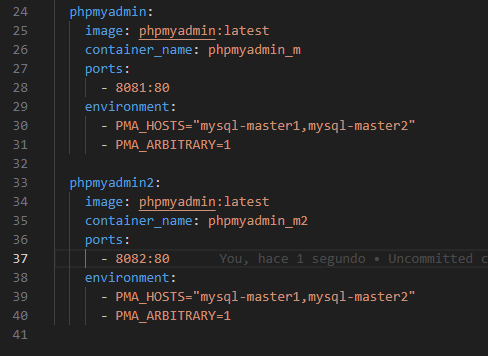 24 phpmyadmin:
25 image: phpmyadmin:latest
26 container_name: phpmyadmin_m
27 ports:
28 - 8081:80
29 environment:
30 - PMA_HOSTS="mysql-master1,mysql-master2"
31 - PMA_ARBITRARY=1
32
33 phpmyadmin2:
34 image: phpmyadmin:latest
35 container_name: phpmyadmin_m2
36 ports:
37 - 8082:80 You, hace 1 segundo • Uncommitted c
38 environment:
39 - PMA_HOSTS="mysql-master1,mysql-master2"
40 - PMA_ARBITRARY=1
41